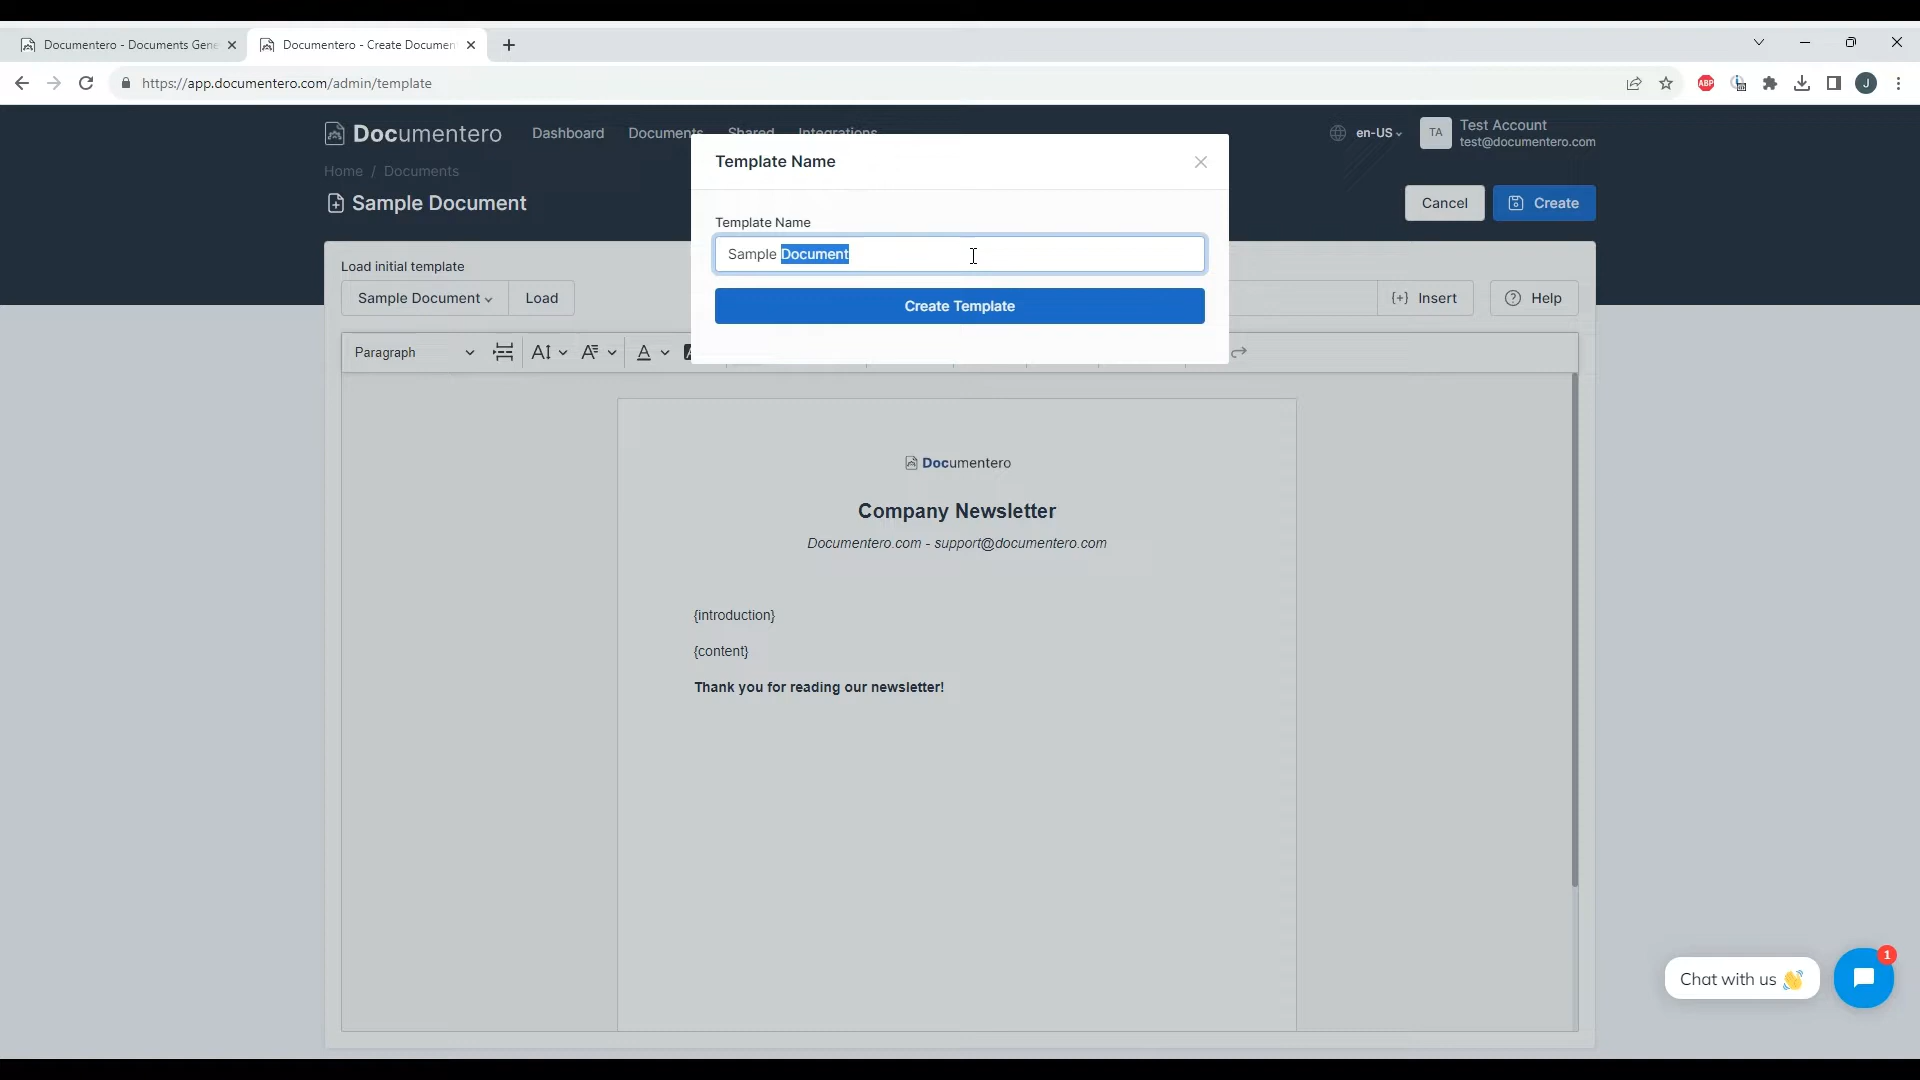 Documentero - Documents Gene
Documentero - Create Documen
https://app.documentero.com/admin/template
ABP
J
Documentero
Dashboard
Documents
Shared
Integrations
en-US
TA
Test Account
test@documentero.com
Home / Documents
Sample Document
Cancel
Create
Template Name
Template Name
Sample Document
Create Template
Load initial template
Sample Document
Load
{+} Insert
Help
Paragraph
Documentero
Company Newsletter
Documentero.com - support@documentero.com
{introduction}
{content}
Thank you for reading our newsletter!
Chat with us 👋
1